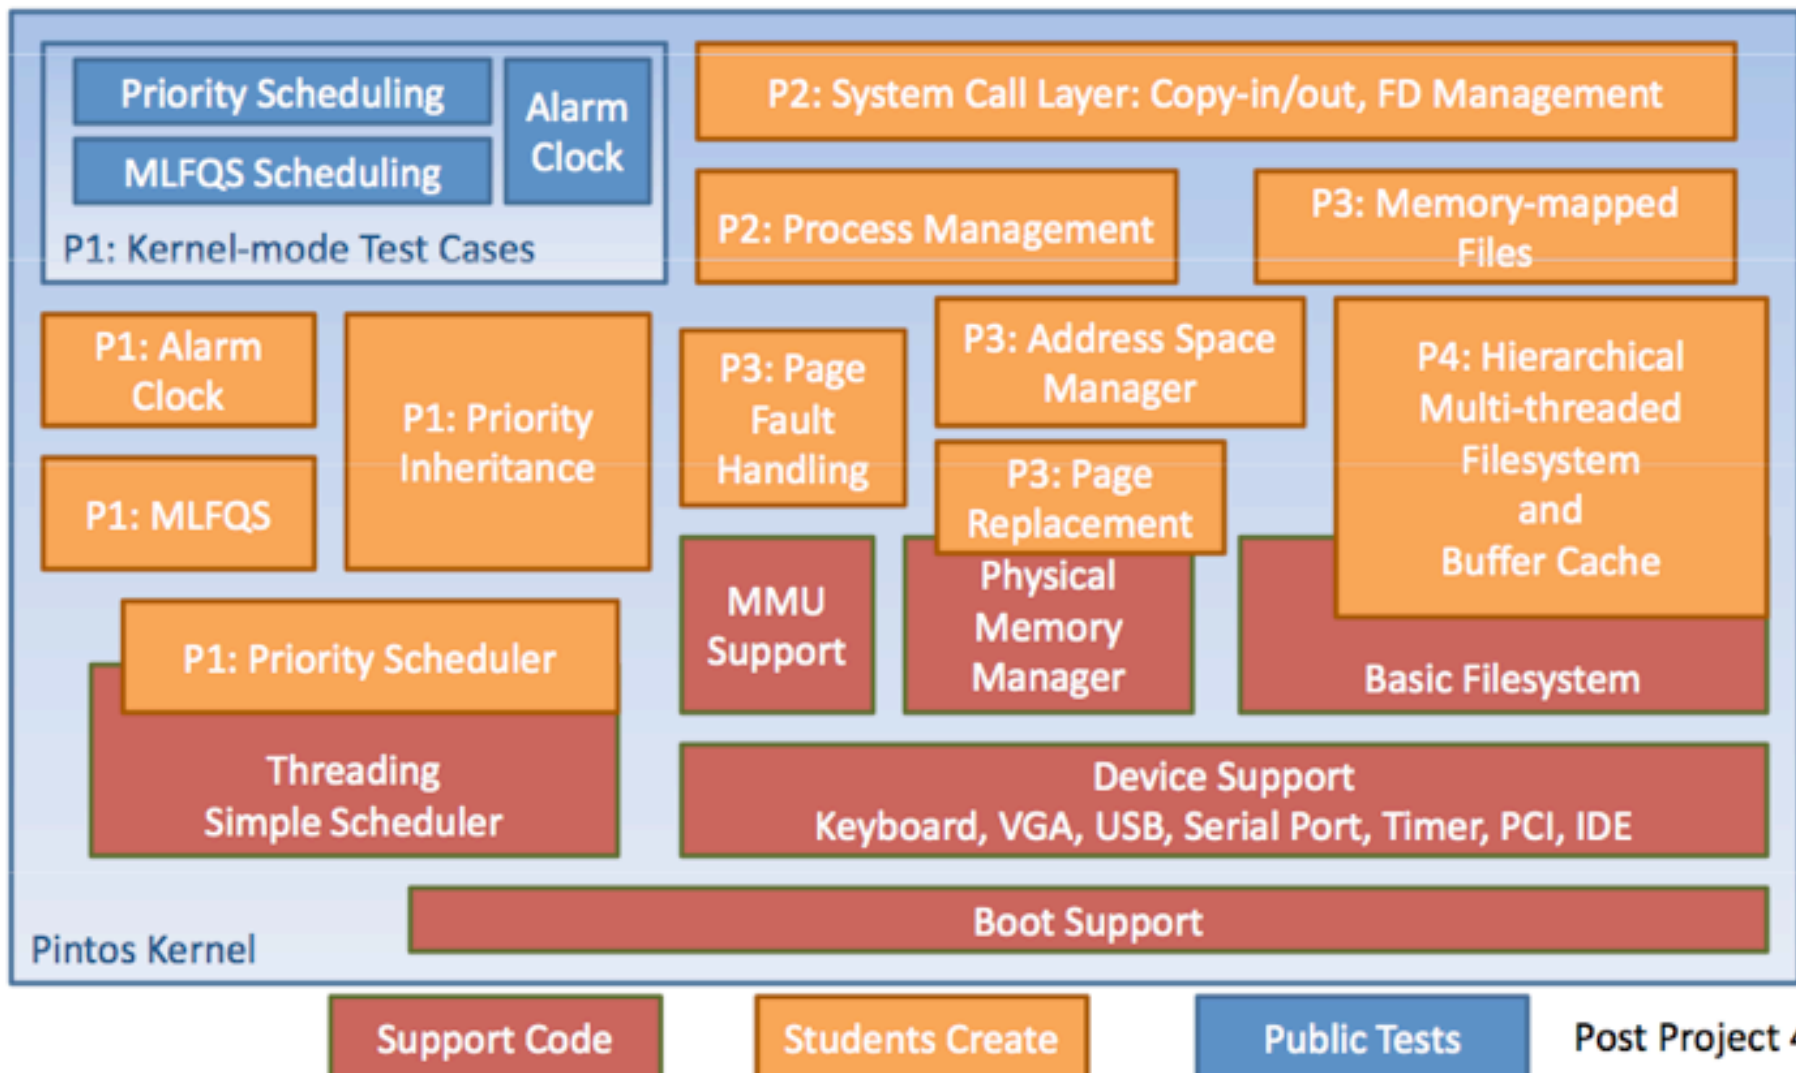 Priority Scheduling
MLFQS Scheduling
Alarm
Clock
P1: Kernel-mode Test Cases
P2: System Call Layer: Copy-in/out, FD Management
P2: Process Management
P3: Memory-mapped
Files
P1: Alarm
Clock
P1: MLFQS
P1: Priority
Inheritance
P3: Page
Fault
Handling
P3: Address Space
Manager
P3: Page
Replacement
P4: Hierarchical
Multi-threaded
Filesystem
and
Buffer Cache
P1: Priority Scheduler
Threading
Simple Scheduler
MMU
Support
Physical
Memory
Manager
Basic Filesystem
Device Support
Keyboard, VGA, USB, Serial Port, Timer, PCI, IDE
Boot Support
Pintos Kernel
Support Code
Students Create
Public Tests
Post Project 4